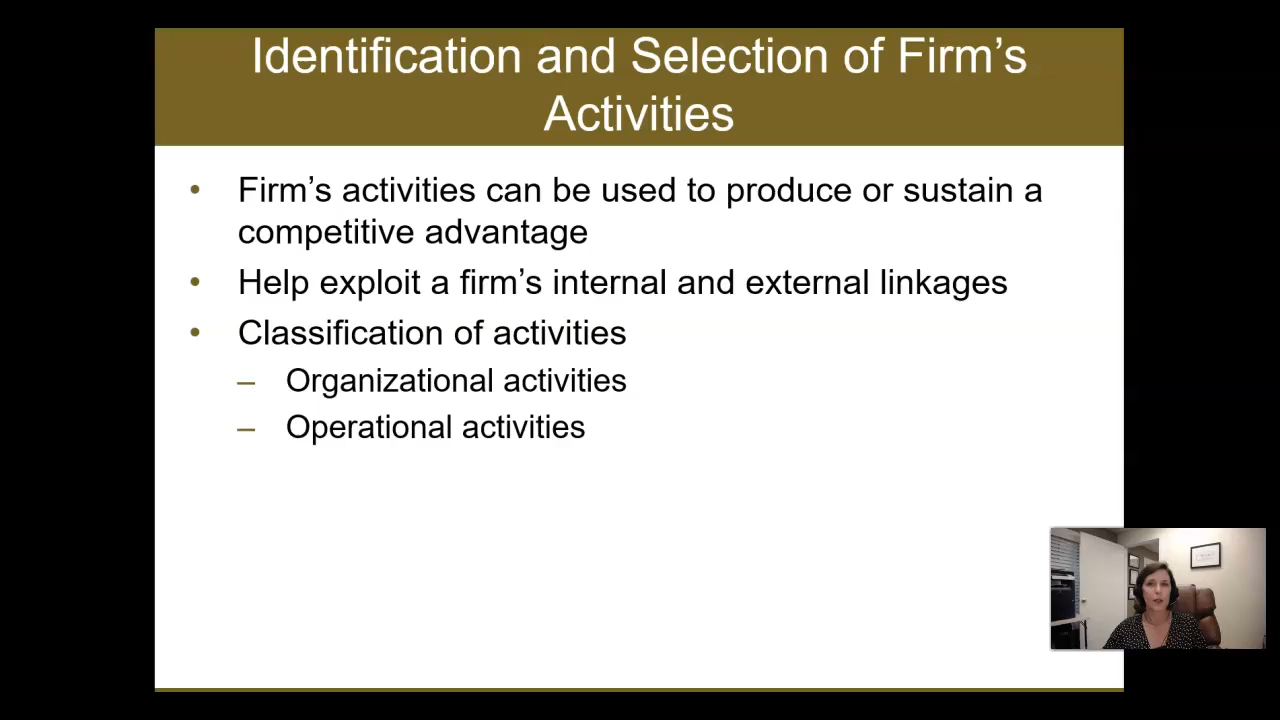 Identification and Selection of Firm’s
Activities
• Firm’s activities can be used to produce or sustain a
competitive advantage
• Help exploit a firm’s internal and external linkages
• Classification of activities
– Organizational activities
– Operational activities